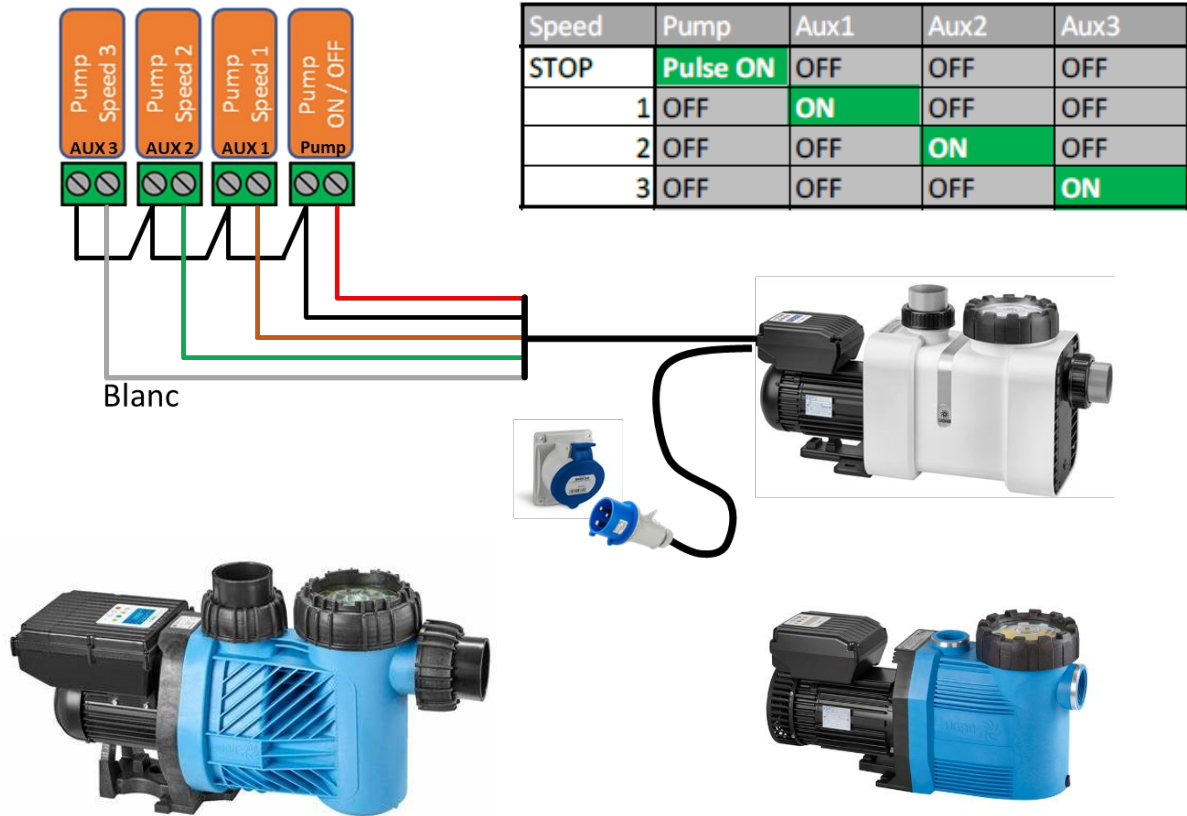 Pump
Speed 3
AUX 3
Pump
Speed 2
AUX 2
Pump
Speed 1
AUX 1
Pump
ON / OFF
Pump
Speed Pump Aux1 Aux2 Aux3
STOP Pulse ON OFF OFF OFF
1 OFF ON OFF OFF
2 OFF OFF ON OFF
3 OFF OFF OFF ON
Blanc